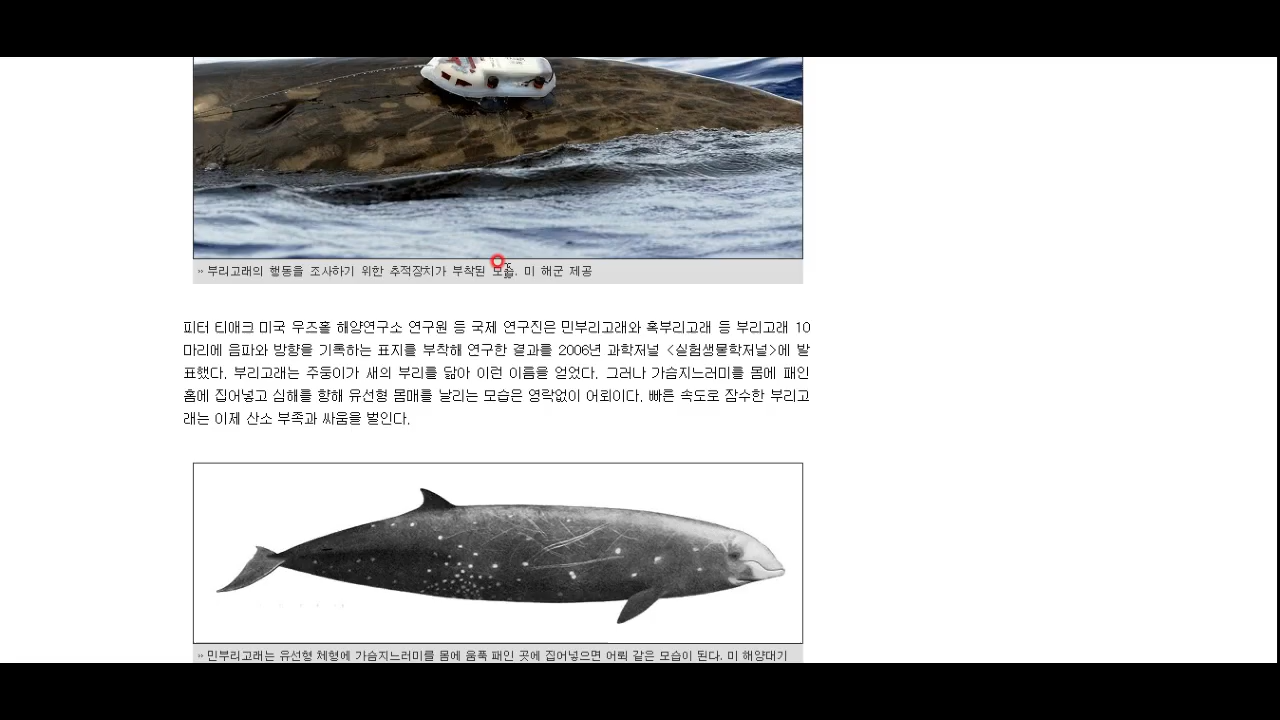 » 부리고래의 행동을 조사하기 위한 추적장치가 부착된 모습. 미 해군 제공
피터 티애크 미국 우즈홀 해양연구소 연구원 등 국제 연구진은 민부리고래와 혹부리고래 등 부리고래 10
마리에 음파와 방향을 기록하는 표지를 부착해 연구한 결과를 2006년 과학저널 <실험생물학저널>에 발
표했다. 부리고래는 주둥이가 새의 부리를 닮아 이런 이름을 얻었다. 그러나 가슴지느러미를 몸에 패인
홈에 집어넣고 심해를 향해 유선형 몸매를 날리는 모습은 영락없이 어뢰이다. 빠른 속도로 잠수한 부리고
래는 이제 산소 부족과 싸움을 벌인다.
» 민부리고래는 유선형 체형에 가슴지느러미를 몸에 움푹 패인 곳에 집어넣으면 어뢰 같은 모습이 된다. 미 해양대기